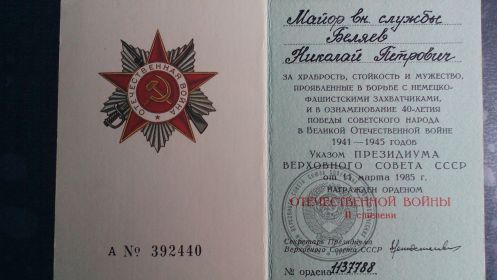 ОТЕЧЕСТВЕННАЯ ВОЙНА
А № 392440
Майор вн. службы
Беляев
Николай Петрович
ЗА ХРАБРОСТЬ, СТОЙКОСТЬ И МУЖЕСТВО,
ПРОЯВЛЕННЫЕ В БОРЬБЕ С НЕМЕЦКО-
ФАШИСТСКИМИ ЗАХВАТЧИКАМИ,
И В ОЗНАМЕНОВАНИЕ 40-ЛЕТИЯ
ПОБЕДЫ СОВЕТСКОГО НАРОДА
В ВЕЛИКОЙ ОТЕЧЕСТВЕННОЙ ВОЙНЕ
1941—1945 ГОДОВ
Указом ПРЕЗИДИУМА
ВЕРХОВНОГО СОВЕТА СССР
от 11 марта 1985 г.
НАГРАЖДЕН ОРДЕНОМ
ОТЕЧЕСТВЕННОЙ ВОЙНЫ
II степени
Секретарь Президиума
Верховного Совета СССР
№ ордена 1137788